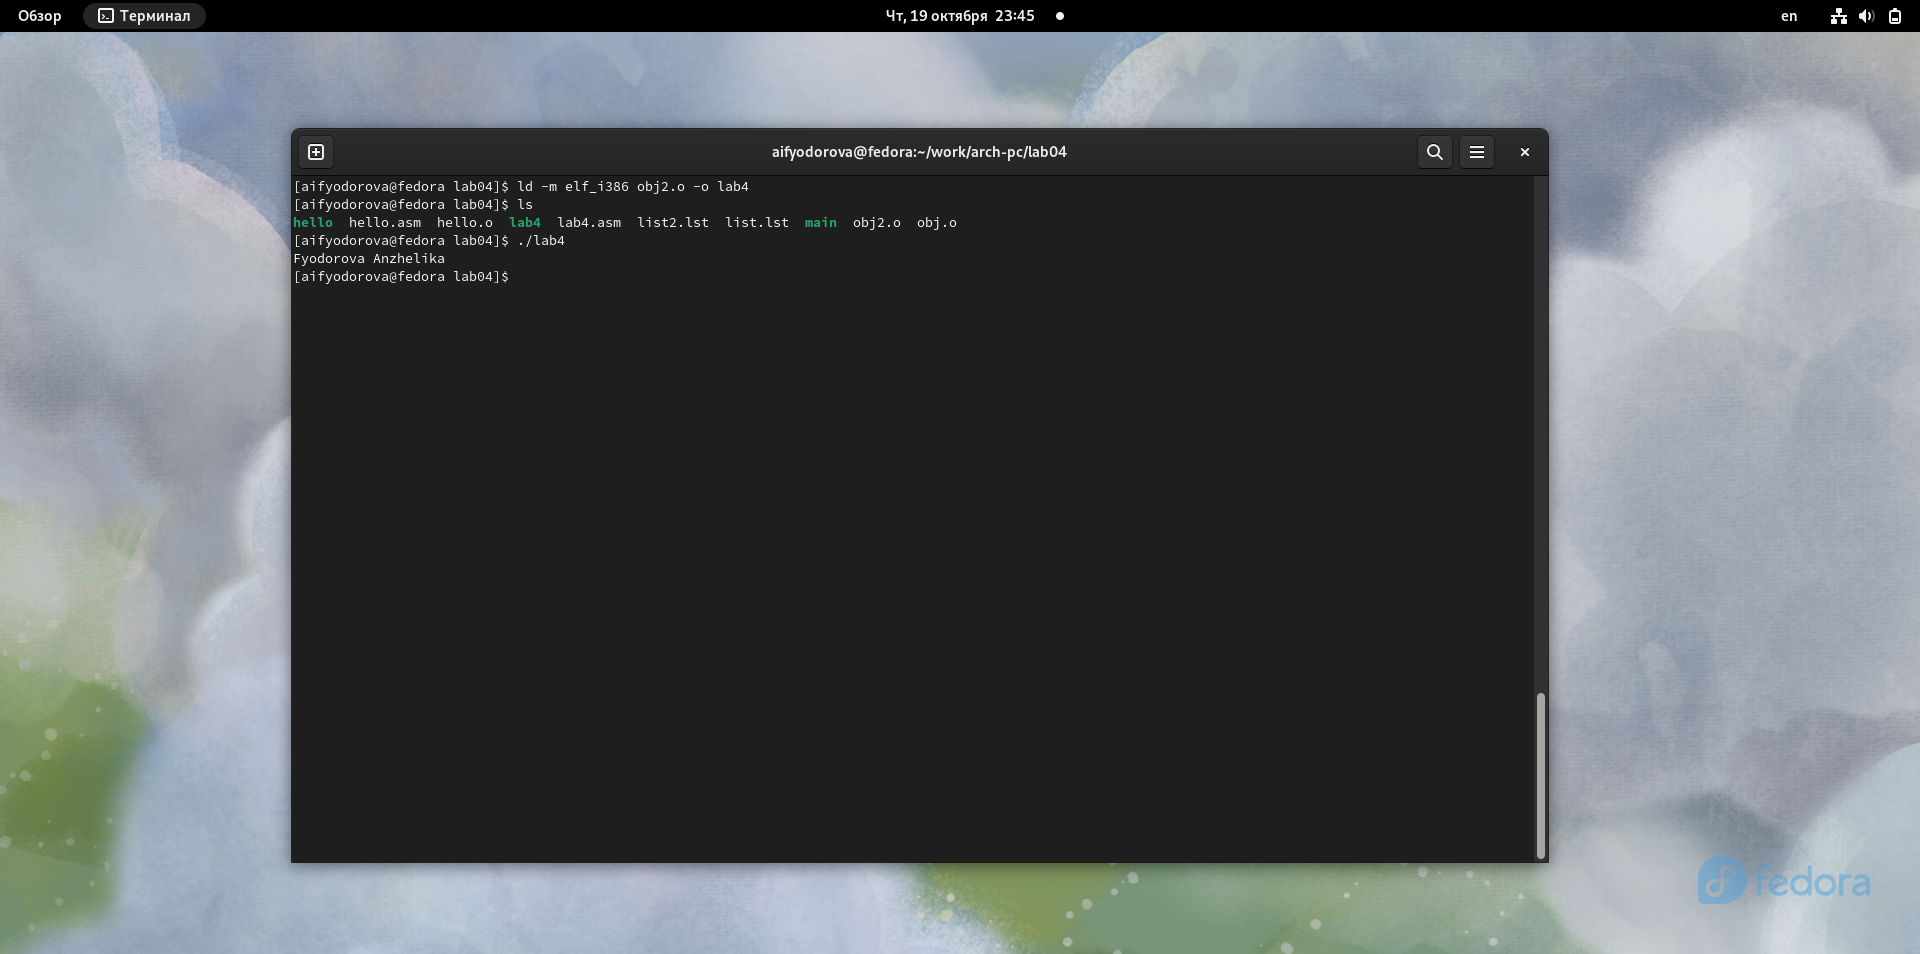 Обзор
Терминал
Чт, 19 октября 23:45
en
aifyodorova@fedora:~/work/arch-pc/lab04
[aifyodorova@fedora lab04]$ ld -m elf_i386 obj2.o -o lab4
[aifyodorova@fedora lab04]$ ls
hello hello.asm hello.o lab4 lab4.asm list2.lst list.lst main obj2.o obj.o
[aifyodorova@fedora lab04]$ ./lab4
Fyodorova Anzhelika
[aifyodorova@fedora lab04]$
fedora